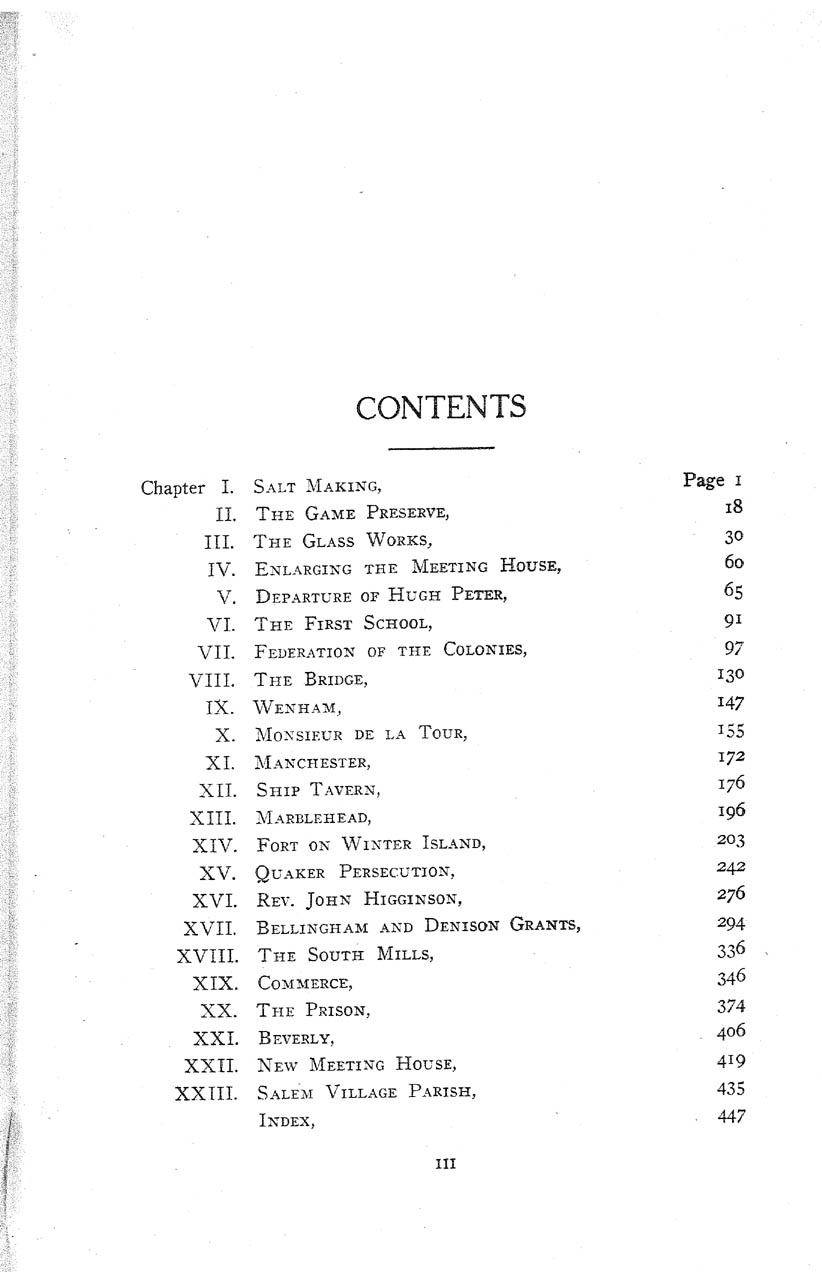 CONTENTS
Chapter I. Salt Making, Page 1
II. The Game Preserve, 18
III. The Glass Works, 30
IV. Enlarging the Meeting House, 60
V. Departure of Hugh Peter, 65
VI. The First School, 91
VII. Federation of the Colonies, 97
VIII. The Bridge, 130
IX. Wenham, 147
X. Monsieur de la Tour, 155
XI. Manchester, 172
XII. Ship Tavern, 176
XIII. Marblehead, 196
XIV. Fort on Winter Island, 203
XV. Quaker Persecution, 242
XVI. Rev. John Higginson, 276
XVII. Bellingham and Denison Grants, 294
XVIII. The South Mills, 336
XIX. Commerce, 346
XX. The Prison, 374
XXI. Beverly, 406
XXII. New Meeting House, 419
XXIII. Salem Village Parish, 435
Index, 447
III